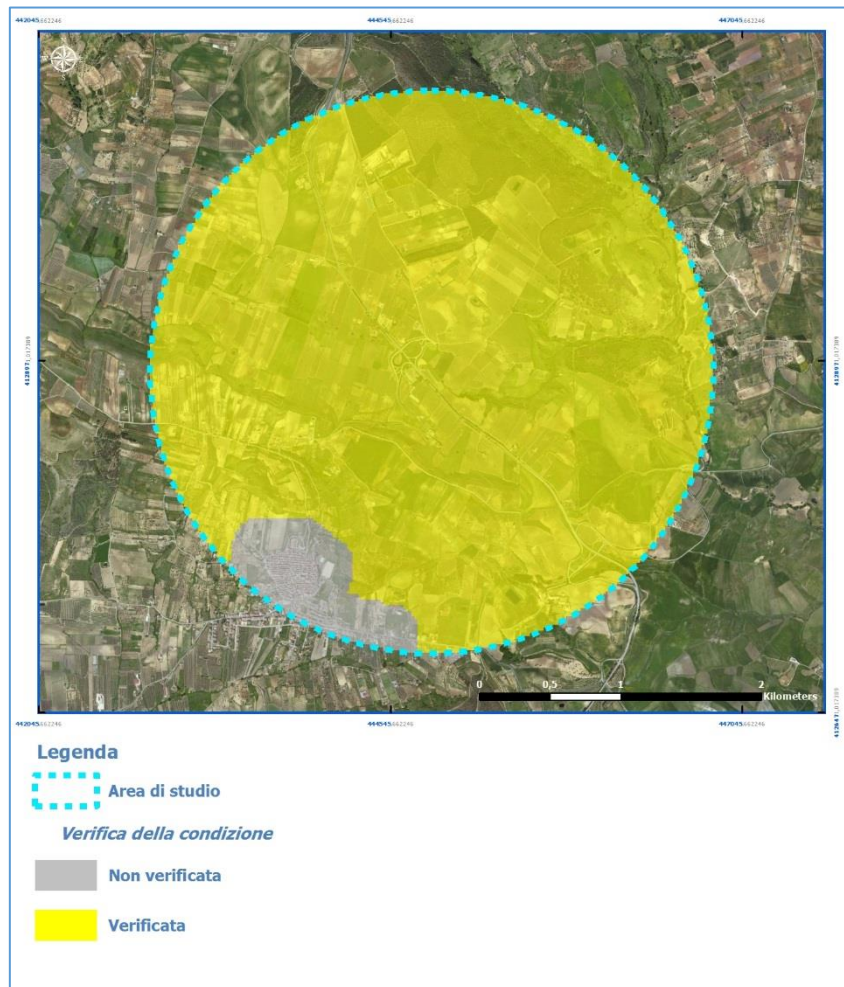 442045,662246 444545,662246 447045,662246
0 0,5 1 2
Kilometers
442045,662246 444545,662246 447045,662246
Legenda
Area di studio
Verifica della condizione
Non verificata
Verificata